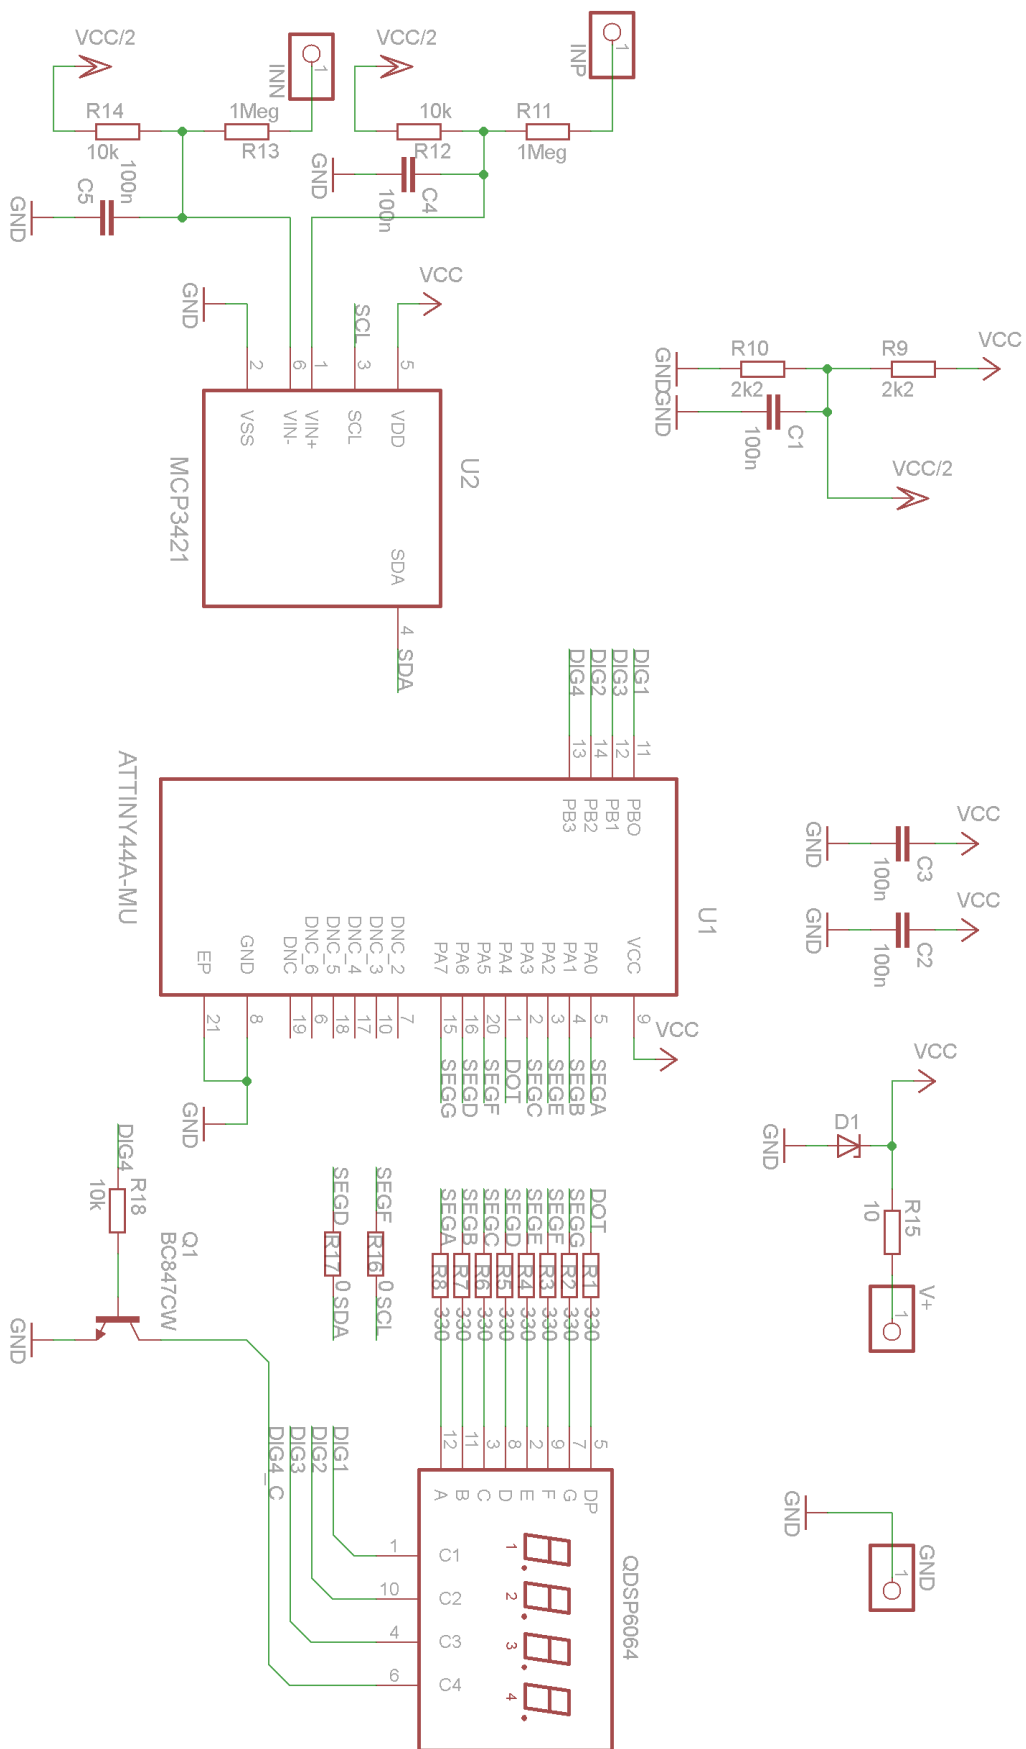 VCC/2
R14
10k
C5
100n
GND
INN
1
1Meg
R13
VCC/2
10k
R12
GND
C4
100n
INP
1
R11
1Meg
GND
VCC
SCL
2
6
1
3
5
VSS
VIN-
VIN+
SCL
VDD
U2
MCP3421
SDA
4
SDA
GND
R10
2k2
R9
2k2
VCC
GND
C1
100n
VCC/2
DIG4
DIG2
DIG3
DIG1
13
14
12
11
PB3
PB2
PB1
PB0
ATTINY44A-MU
U1
EP
GND
DNC
DNC_6
DNC_5
DNC_4
DNC_3
DNC_2
PA7
PA6
PA5
PA4
PA3
PA2
PA1
PA0
VCC
21
8
19
6
18
17
10
7
15
16
20
1
2
3
4
5
9
VCC
SEGG
SEGD
SEGF
DOT
SEGC
SEGE
SEGB
SEGA
GND
VCC
GND
C3
100n
VCC
GND
C2
100n
VCC
D1
GND
R15
10
V+
1
DIG4
R18
10k
Q1
BC847CW
GND
SEGD
R17
0
SDA
SEGF
R16
0
SCL
SEGA
SEGB
SEGC
SEGD
SEGE
SEGF
SEGG
DOT
R8
R7
R6
R5
R4
R3
R2
R1
330
330
330
330
330
330
330
330
12
11
3
8
2
9
7
5
A
B
C
D
E
F
G
DP
DIG4_C
DIG3
DIG2
DIG1
1
C1
10
C2
4
C3
6
C4
1
2
3
4
QDSP6064
GND
GND
1